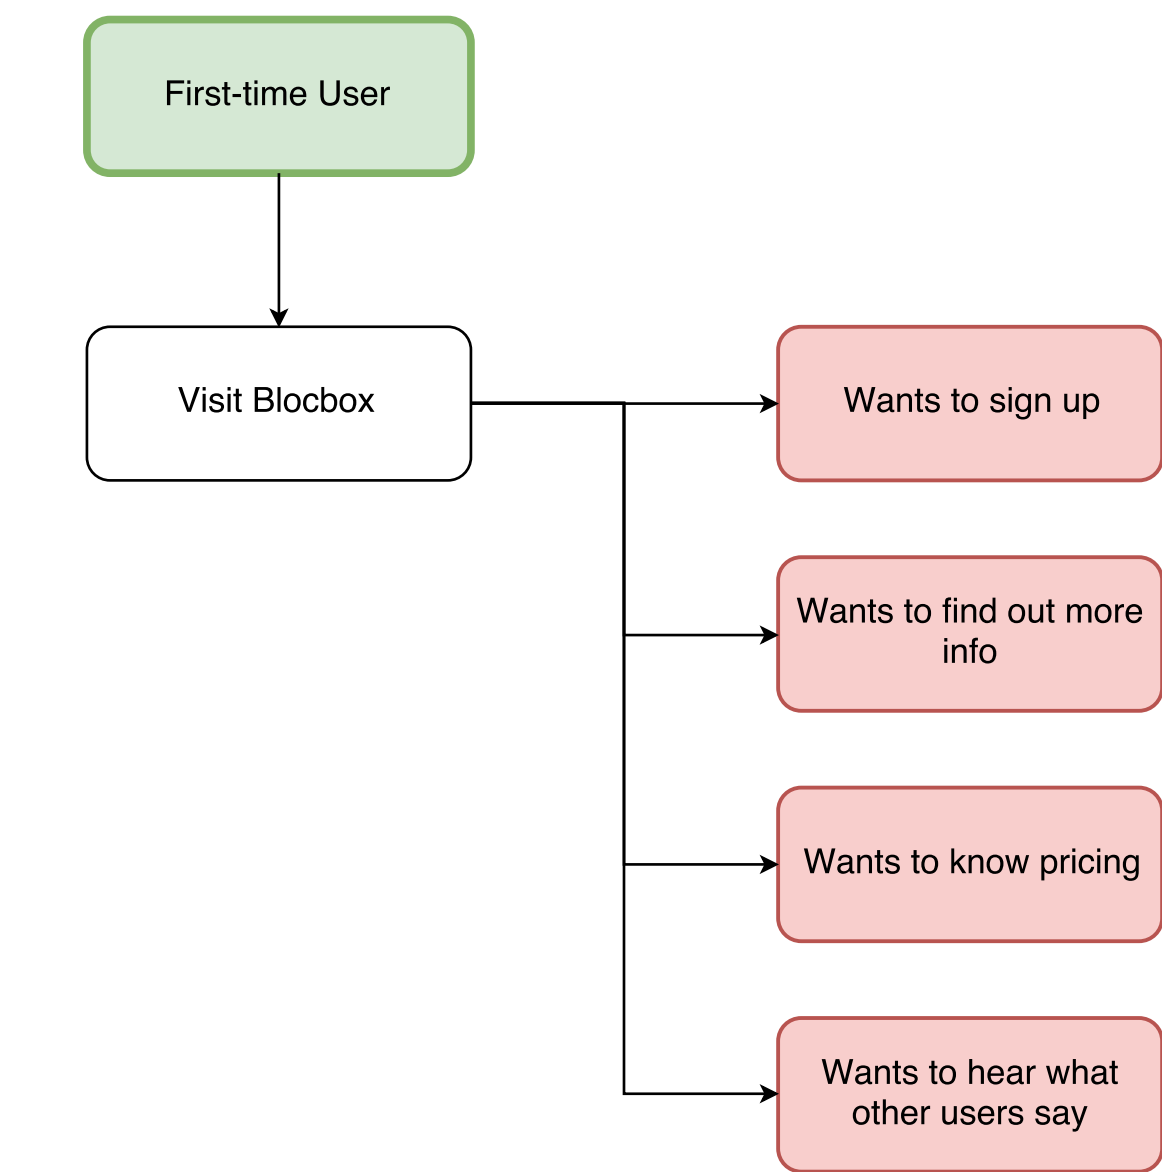 First-time User
Visit Blocbox
Wants to sign up
Wants to find out more
info
Wants to know pricing
Wants to hear what
other users say